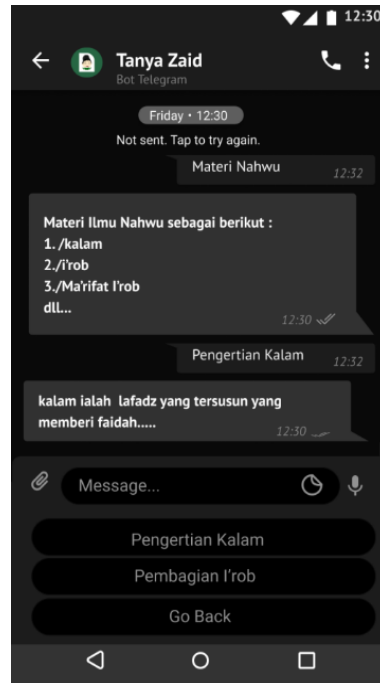 12:30
Tanya Zaid
Bot Telegram
Friday • 12:30
Not sent. Tap to try again.
Materi Nahwu 12:32
Materi Ilmu Nahwu sebagai berikut :
1. /kalam
2./i'rob
3./Ma'rifat I'rob
dll...
12:30
Pengertian Kalam 12:32
kalam ialah lafadz yang tersusun yang
memberi faidah.....
12:30
Message...
Pengertian Kalam
Pembagian I'rob
Go Back